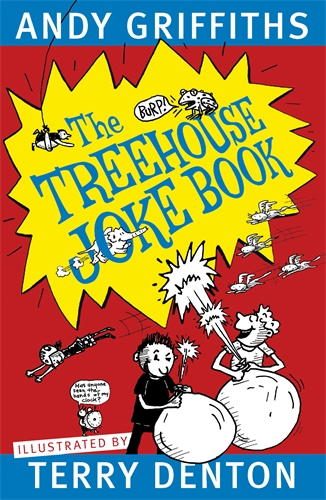 ANDY GRIFFITHS
BURP!
The
TREEHOUSE
JOKE BOOK
Has anyone
seen the
hands of my
clock?
ILLUSTRATED BY
TERRY DENTON